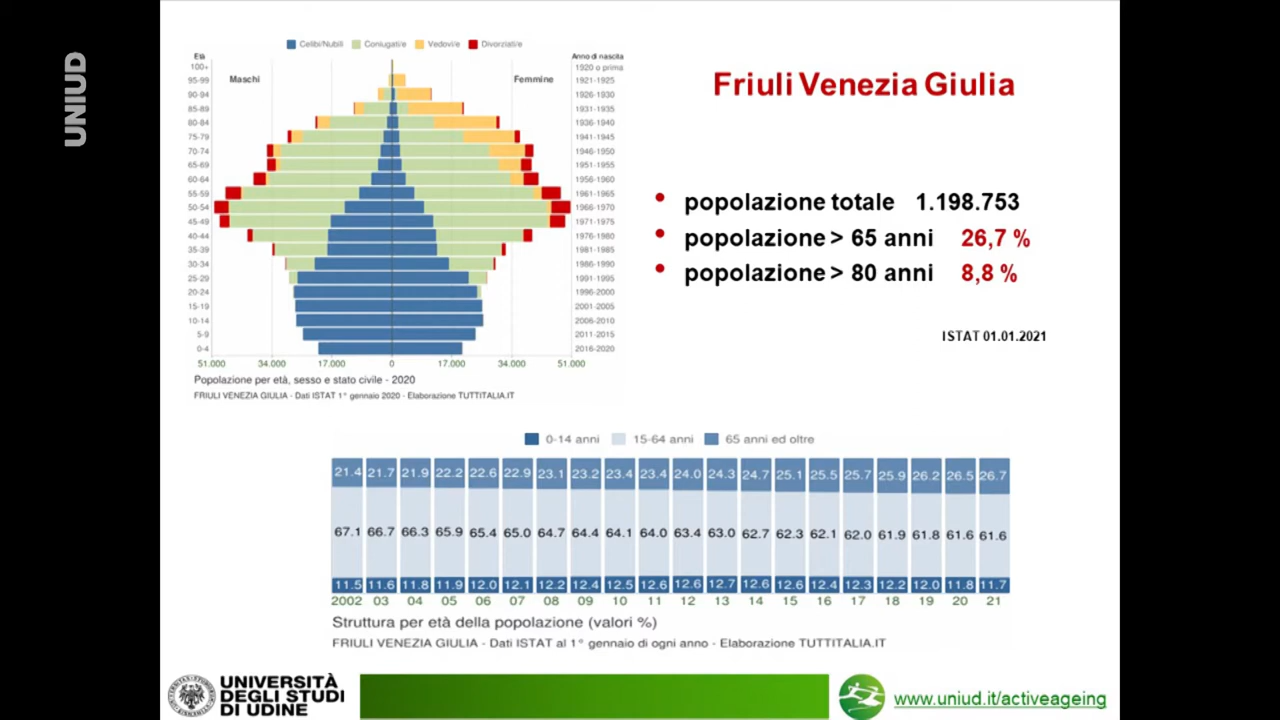 UNIUD
Celibi/Nubili Coniugati/e Vedovi/e Divorziati/e
Età Anno di nascita
Maschi Femmine
100+ 1920 o prima
95-99 1921-1925
90-94 1926-1930
85-89 1931-1935
80-84 1936-1940
75-79 1941-1945
70-74 1946-1950
65-69 1951-1955
60-64 1956-1960
55-59 1961-1965
50-54 1966-1970
45-49 1971-1975
40-44 1976-1980
35-39 1981-1985
30-34 1986-1990
25-29 1991-1995
20-24 1996-2000
15-19 2001-2005
10-14 2006-2010
5-9 2011-2015
0-4 2016-2020
51.000 34.000 17.000 0 17.000 34.000 51.000
Popolazione per età, sesso e stato civile - 2020
FRIULI VENEZIA GIULIA - Dati ISTAT 1° gennaio 2020 - Elaborazione TUTTITALIA.IT
Friuli Venezia Giulia
• popolazione totale 1.198.753
• popolazione > 65 anni 26,7 %
• popolazione > 80 anni 8,8 %
ISTAT 01.01.2021
0-14 anni 15-64 anni 65 anni ed oltre
21.4 21.7 21.9 22.2 22.6 22.9 23.1 23.2 23.4 23.4 24.0 24.3 24.7 25.1 25.5 25.7 25.9 26.2 26.5 26.7
67.1 66.7 66.3 65.9 65.4 65.0 64.7 64.4 64.1 64.0 63.4 63.0 62.7 62.3 62.1 62.0 61.9 61.8 61.6 61.6
11.5 11.6 11.8 11.9 12.0 12.1 12.2 12.4 12.5 12.6 12.6 12.7 12.6 12.6 12.4 12.3 12.2 12.0 11.8 11.7
2002 03 04 05 06 07 08 09 10 11 12 13 14 15 16 17 18 19 20 21
Struttura per età della popolazione (valori %)
FRIULI VENEZIA GIULIA - Dati ISTAT al 1° gennaio di ogni anno - Elaborazione TUTTITALIA.IT
UNIVERSITÀ
DEGLI STUDI
DI UDINE
www.uniud.it/activeageing